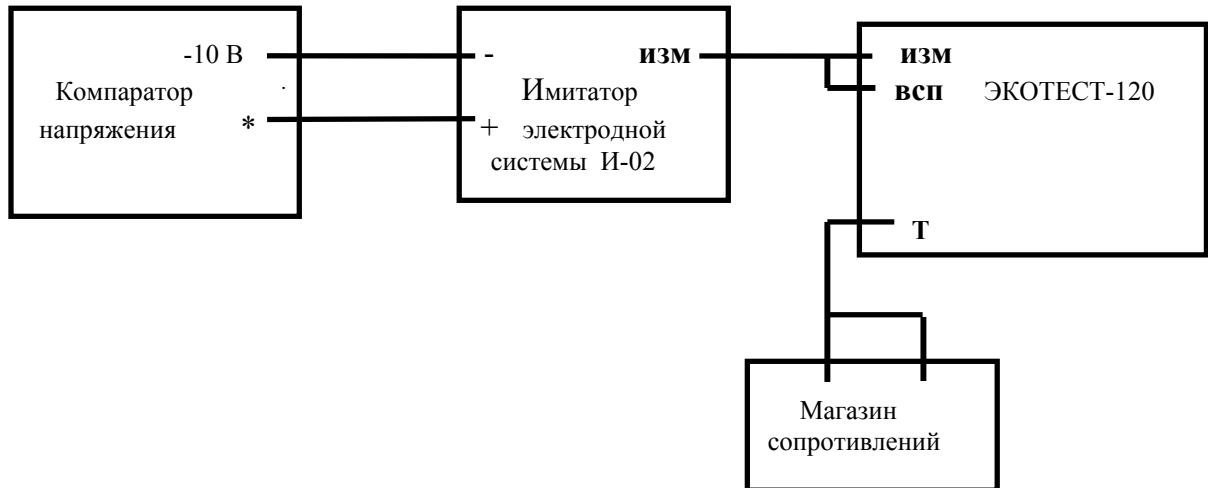 -10 В
Компаратор
напряжения
*
-
изм
Имитатор
+ электродной
системы И-02
изм
всп ЭКОТЕСТ-120
Т
Магазин
сопротивлений